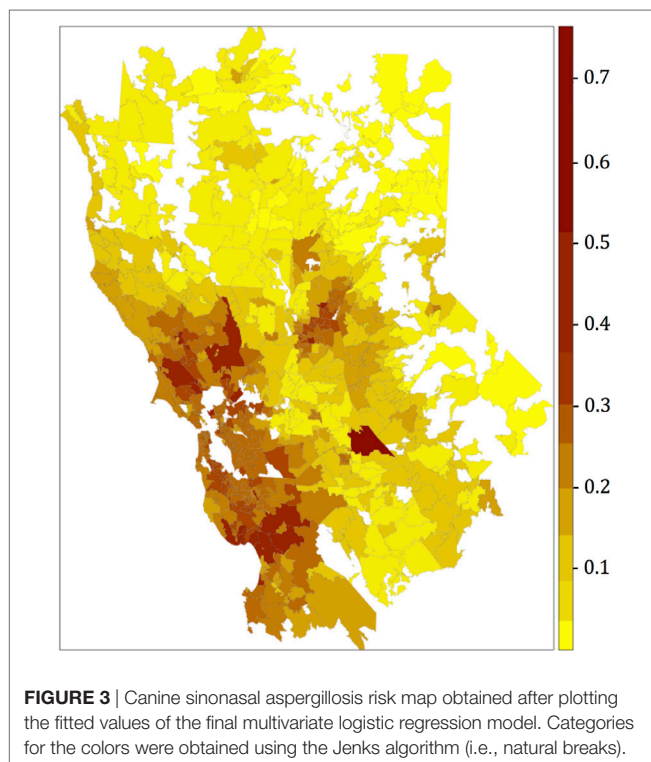 0.7
0.6
0.5
0.4
0.3
0.2
0.1
FIGURE 3 | Canine sinonasal aspergillosis risk map obtained after plotting
the fitted values of the final multivariate logistic regression model. Categories
for the colors were obtained using the Jenks algorithm (i.e., natural breaks).